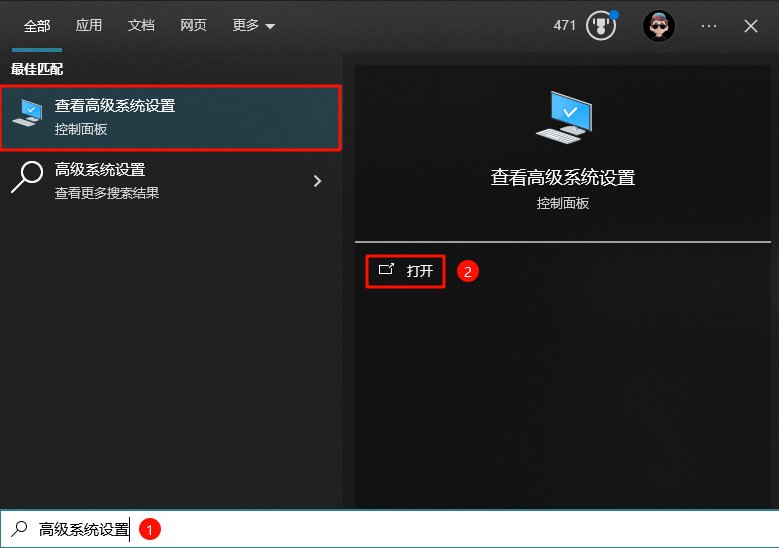 全部 应用 文档 网页 更多 471 ···
最佳匹配
查看高级系统设置
控制面板
高级系统设置
查看更多搜索结果
查看高级系统设置
控制面板
打开 2
高级系统设置 1